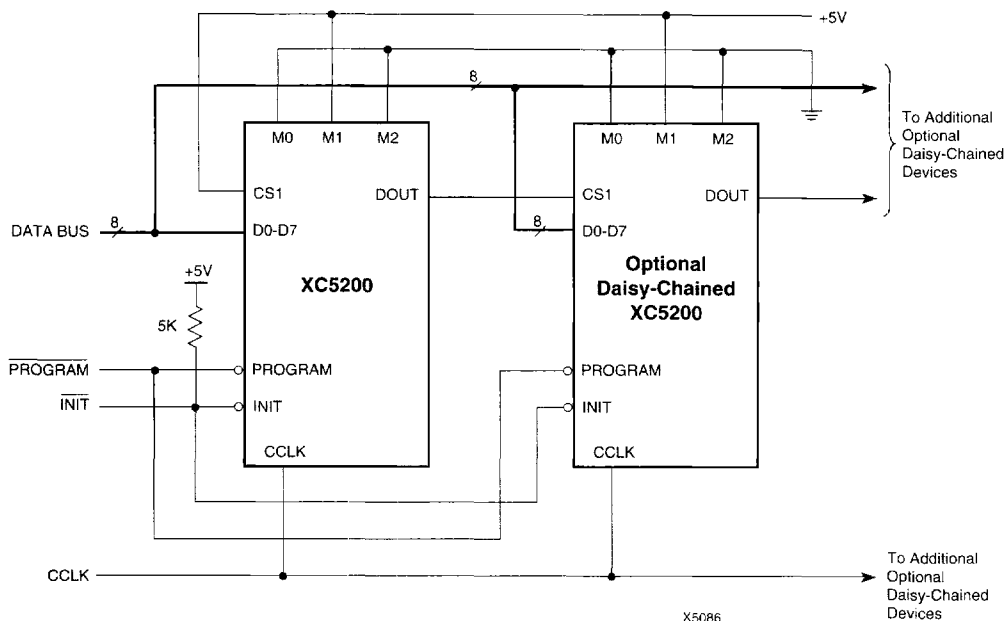 +5V
8
M0 M1 M2
M0 M1 M2
To Additional
Optional
Daisy-Chained
Devices
CS1
DOUT
CS1
DOUT
DATA BUS
8
D0-D7
8
D0-D7
+5V
XC5200
Optional
Daisy-Chained
XC5200
5K
PROGRAM
PROGRAM
PROGRAM
INIT
INIT
INIT
CCLK
CCLK
CCLK
To Additional
Optional
Daisy-Chained
Devices
X5086